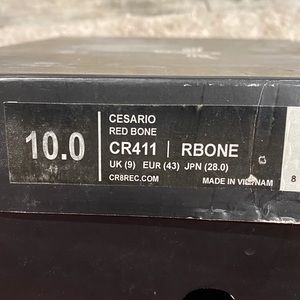 10.0
CESARIO
RED BONE
CR411 | RBONE
UK (9) EUR (43) JPN (28.0)
CR8REC.COM
MADE IN VIETNAM
8